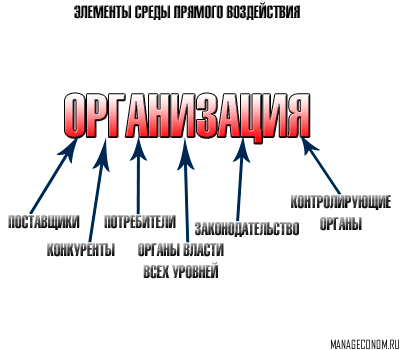 ЭЛЕМЕНТЫ СРЕДЫ ПРЯМОГО ВОЗДЕЙСТВИЯ
ОРГАНИЗАЦИЯ
ПОСТАВЩИКИ
КОНКУРЕНТЫ
ПОТРЕБИТЕЛИ
ОРГАНЫ ВЛАСТИ
ВСЕХ УРОВНЕЙ
ЗАКОНОДАТЕЛЬСТВО
КОНТРОЛИРУЮЩИЕ
ОРГАНЫ
MANAGECONOM.RU